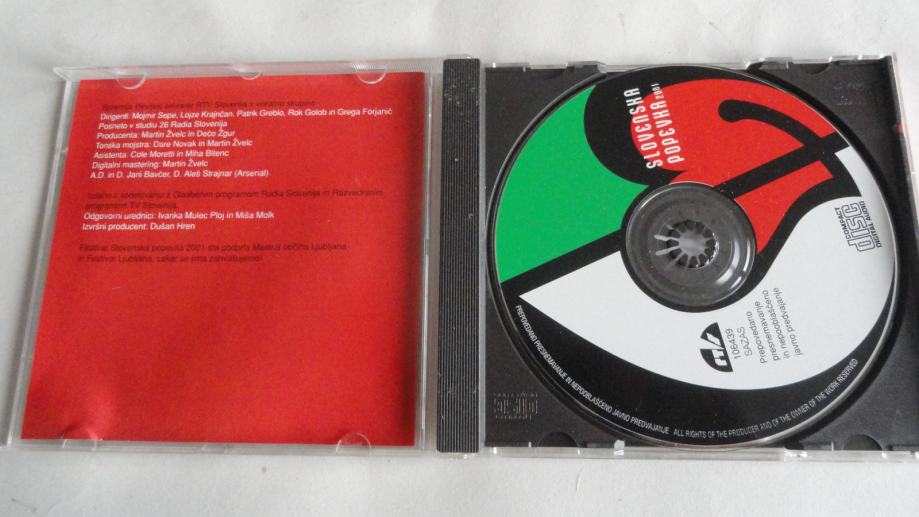 Spremlja Revijski orkester RTV Slovenija z vokalno skupino
Dirigenti: Mojmir Sepe, Lojze Krajnčan, Patrik Greblo, Rok Golob in Grega Forjanič
Posneto v studiu 26 Radia Slovenija
Producenta: Martin Žvelc in Dečo Žgur
Tonska mojstra: Dare Novak in Martin Žvelc
Asistenta: Cole Moretti in Miha Bitenc
Digitalni mastering: Martin Žvelc
A.D. in D. Jani Bavčer, D. Aleš Strajnar (Arsenal)
Izdano v sodelovanju z Glasbenim programom Radia Slovenija in Razvedrilnim
programom TV Slovenija.
Odgovorni urednici: Ivanka Mulec Ploj in Miša Molk
Izvršni producent: Dušan Hren
Festival Slovenska popevka 2001 sta podprla Mestna občina Ljubljana
in Festival Ljubljana, za kar se jima zahvaljujemo!
SLOVENSKA
POPEVKA 2001
COMPACT
disc
DIGITAL AUDIO
106439
SAZAS
Prepovedano
presnemavanje
in nepooblaščeno
javno predvajanje
PREPOVEDANO PRESNEMAVANJE IN NEPOOBLAŠČENO JAVNO PREDVAJANJE ALL RIGHTS OF THE PRODUCER AND OF THE OWNER OF THE WORK RESERVED